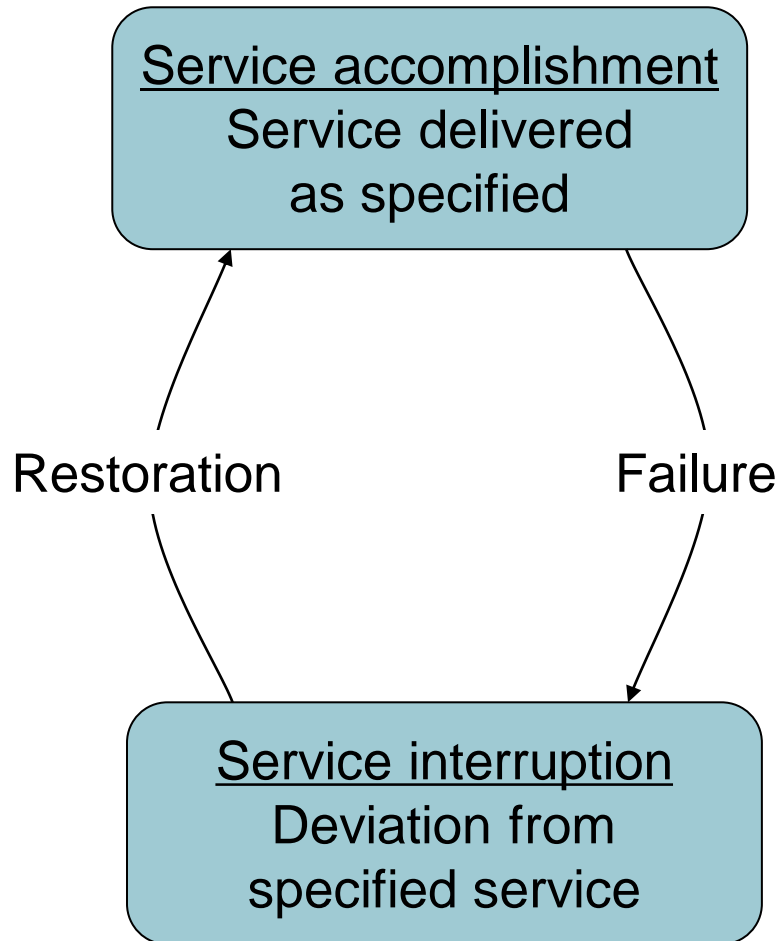 Service accomplishment
Service delivered
as specified
Restoration
Failure
Service interruption
Deviation from
specified service